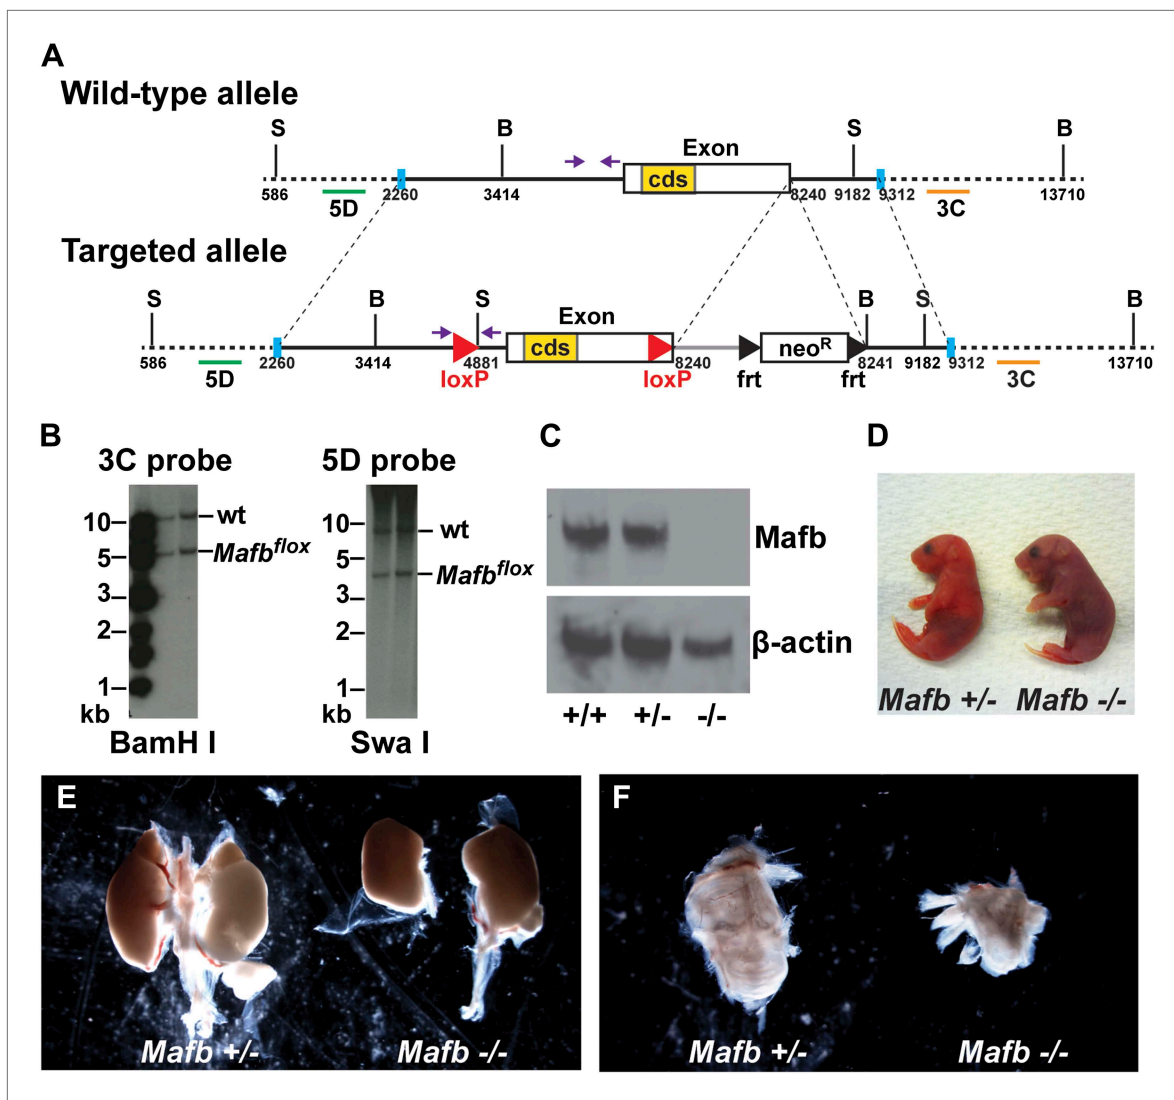 A
Wild-type allele
S B S B
Exon
cds
586 2260 3414 8240 9182 9312 13710
5D 3C
Targeted allele
S B S B S B
Exon
cds neoR
586 2260 3414 4881 8240 8241 9182 9312 13710
5D loxP loxP frt frt 3C
B
3C probe
10
5
3
2
1
kb
wt
Mafbflox
BamH I
5D probe
10
5
3
2
1
kb
wt
Mafbflox
Swa I
C
Mafb
β-actin
+/+ +/- -/-
D
Mafb +/- Mafb -/-
E
Mafb +/- Mafb -/-
F
Mafb +/- Mafb -/-